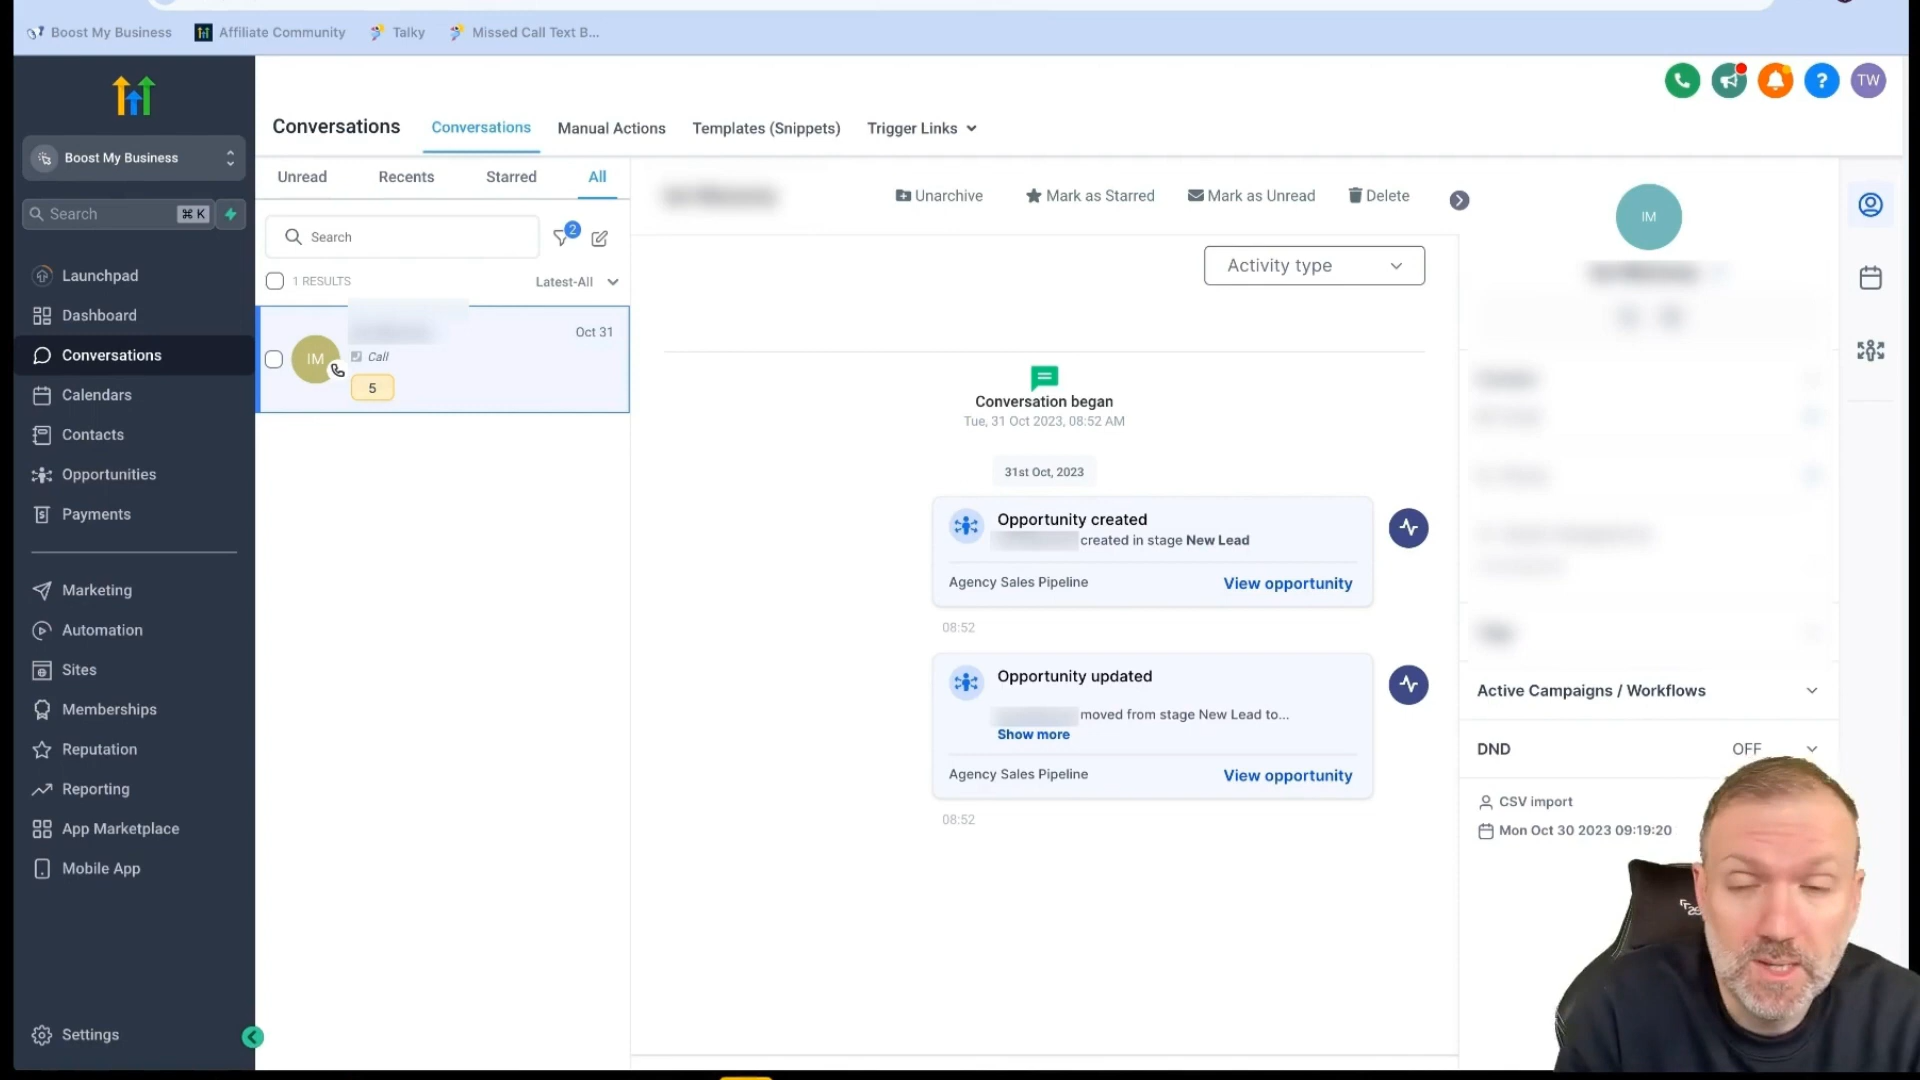 Boost My Business
Affiliate Community
Talky
Missed Call Text B...
TW
Boost My Business
Search
⌘ K
Launchpad
Dashboard
Conversations
Calendars
Contacts
Opportunities
Payments
Marketing
Automation
Sites
Memberships
Reputation
Reporting
App Marketplace
Mobile App
Settings
Conversations
Conversations
Manual Actions
Templates (Snippets)
Trigger Links
Unread
Recents
Starred
All
Search
2
1 RESULTS
Latest-All
IM
Oct 31
Call
5
Unarchive
Mark as Starred
Mark as Unread
Delete
Activity type
Conversation began
Tue, 31 Oct 2023, 08:52 AM
31st Oct, 2023
Opportunity created
created in stage New Lead
Agency Sales Pipeline
View opportunity
08:52
Opportunity updated
moved from stage New Lead to...
Show more
Agency Sales Pipeline
View opportunity
08:52
IM
Active Campaigns / Workflows
DND
OFF
CSV import
Mon Oct 30 2023 09:19:20